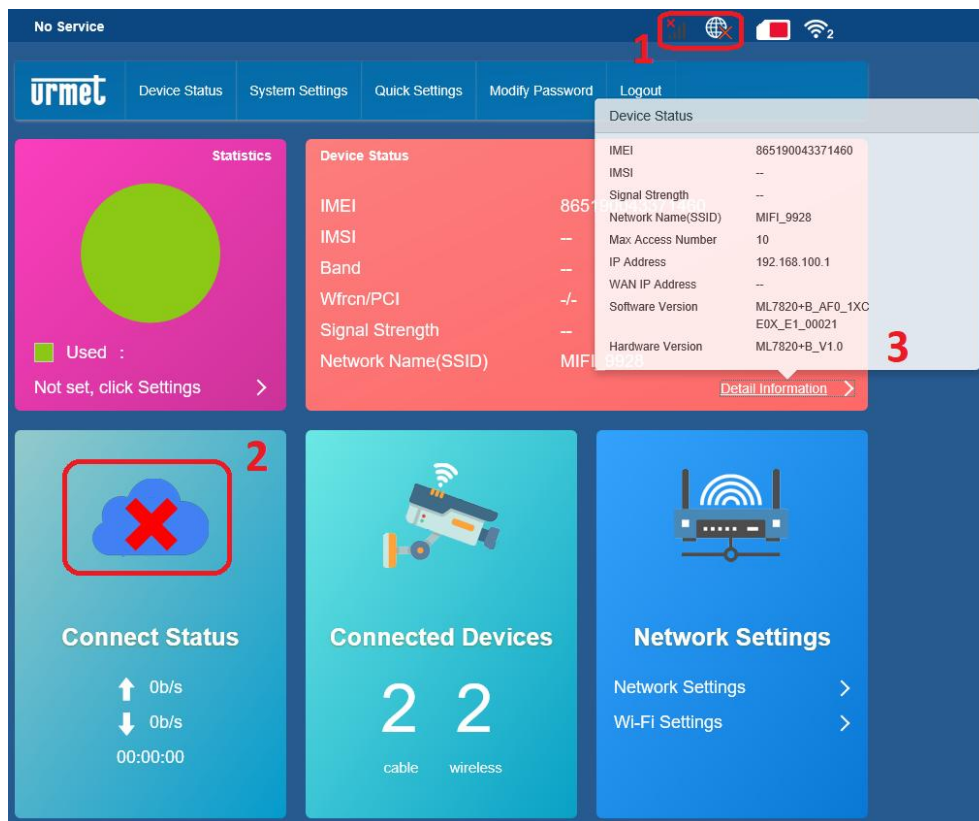 No Service
1
2
urmet
Device Status
System Settings
Quick Settings
Modify Password
Logout
Statistics
Used :
Not set, click Settings
Device Status
IMEI 865190043371460
IMSI --
Band --
Wfrcn/PCI -/-
Signal Strength --
Network Name(SSID) MIFI_9928
Detail Information
Device Status
IMEI 865190043371460
IMSI --
Signal Strength --
Network Name(SSID) MIFI_9928
Max Access Number 10
IP Address 192.168.100.1
WAN IP Address --
Software Version ML7820+B_AF0_1XC
E0X_E1_00021
Hardware Version ML7820+B_V1.0
3
2
Connect Status
0b/s
0b/s
00:00:00
Connected Devices
2 2
cable wireless
Network Settings
Network Settings
Wi-Fi Settings